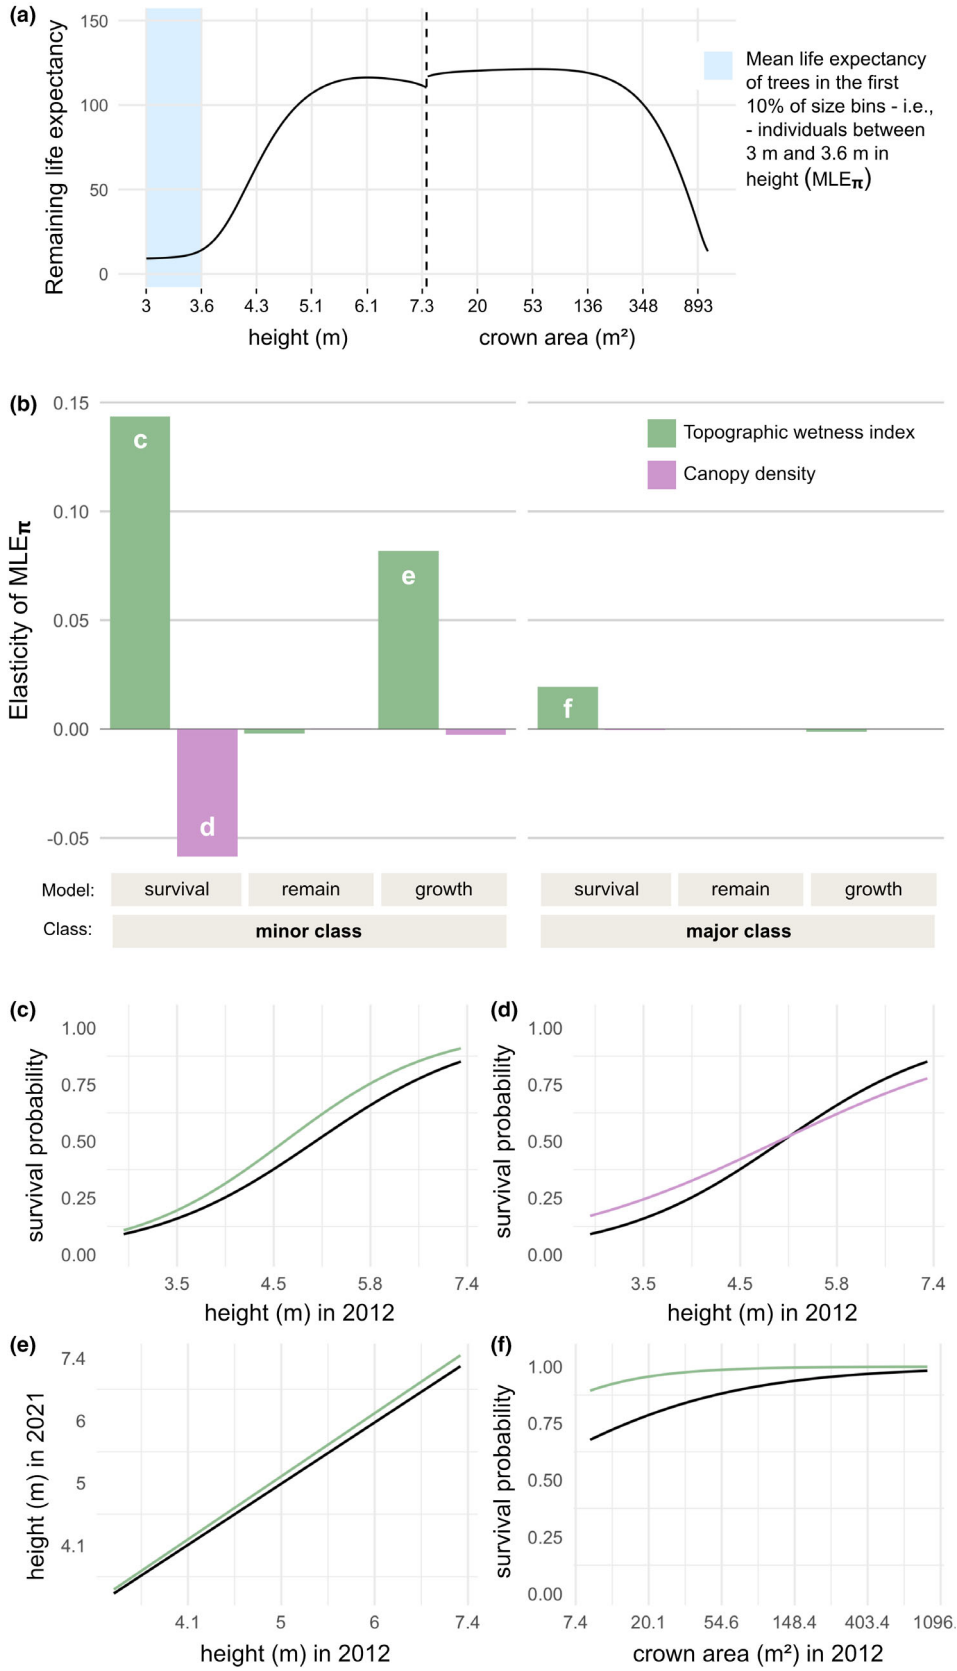 (a)
150
100
50
0
Remaining life expectancy
3 3.6 4.3 5.1 6.1 7.3 20 53 136 348 893
height (m) crown area (m²)
Mean life expectancy
of trees in the first
10% of size bins - i.e.,
- individuals between
3 m and 3.6 m in
height (MLEπ)
(b)
0.15
0.10
0.05
0.00
-0.05
Elasticity of MLEπ
Topographic wetness index
Canopy density
c
d
e
f
Model: survival remain growth survival remain growth
Class: minor class major class
(c)
1.00
0.75
0.50
0.25
0.00
survival probability
3.5 4.5 5.8 7.4
height (m) in 2012
(d)
1.00
0.75
0.50
0.25
0.00
survival probability
3.5 4.5 5.8 7.4
height (m) in 2012
(e)
7.4
6
5
4.1
height (m) in 2021
4.1 5 6 7.4
height (m) in 2012
(f)
1.00
0.75
0.50
0.25
0.00
survival probability
7.4 20.1 54.6 148.4 403.4 1096.
crown area (m²) in 2012